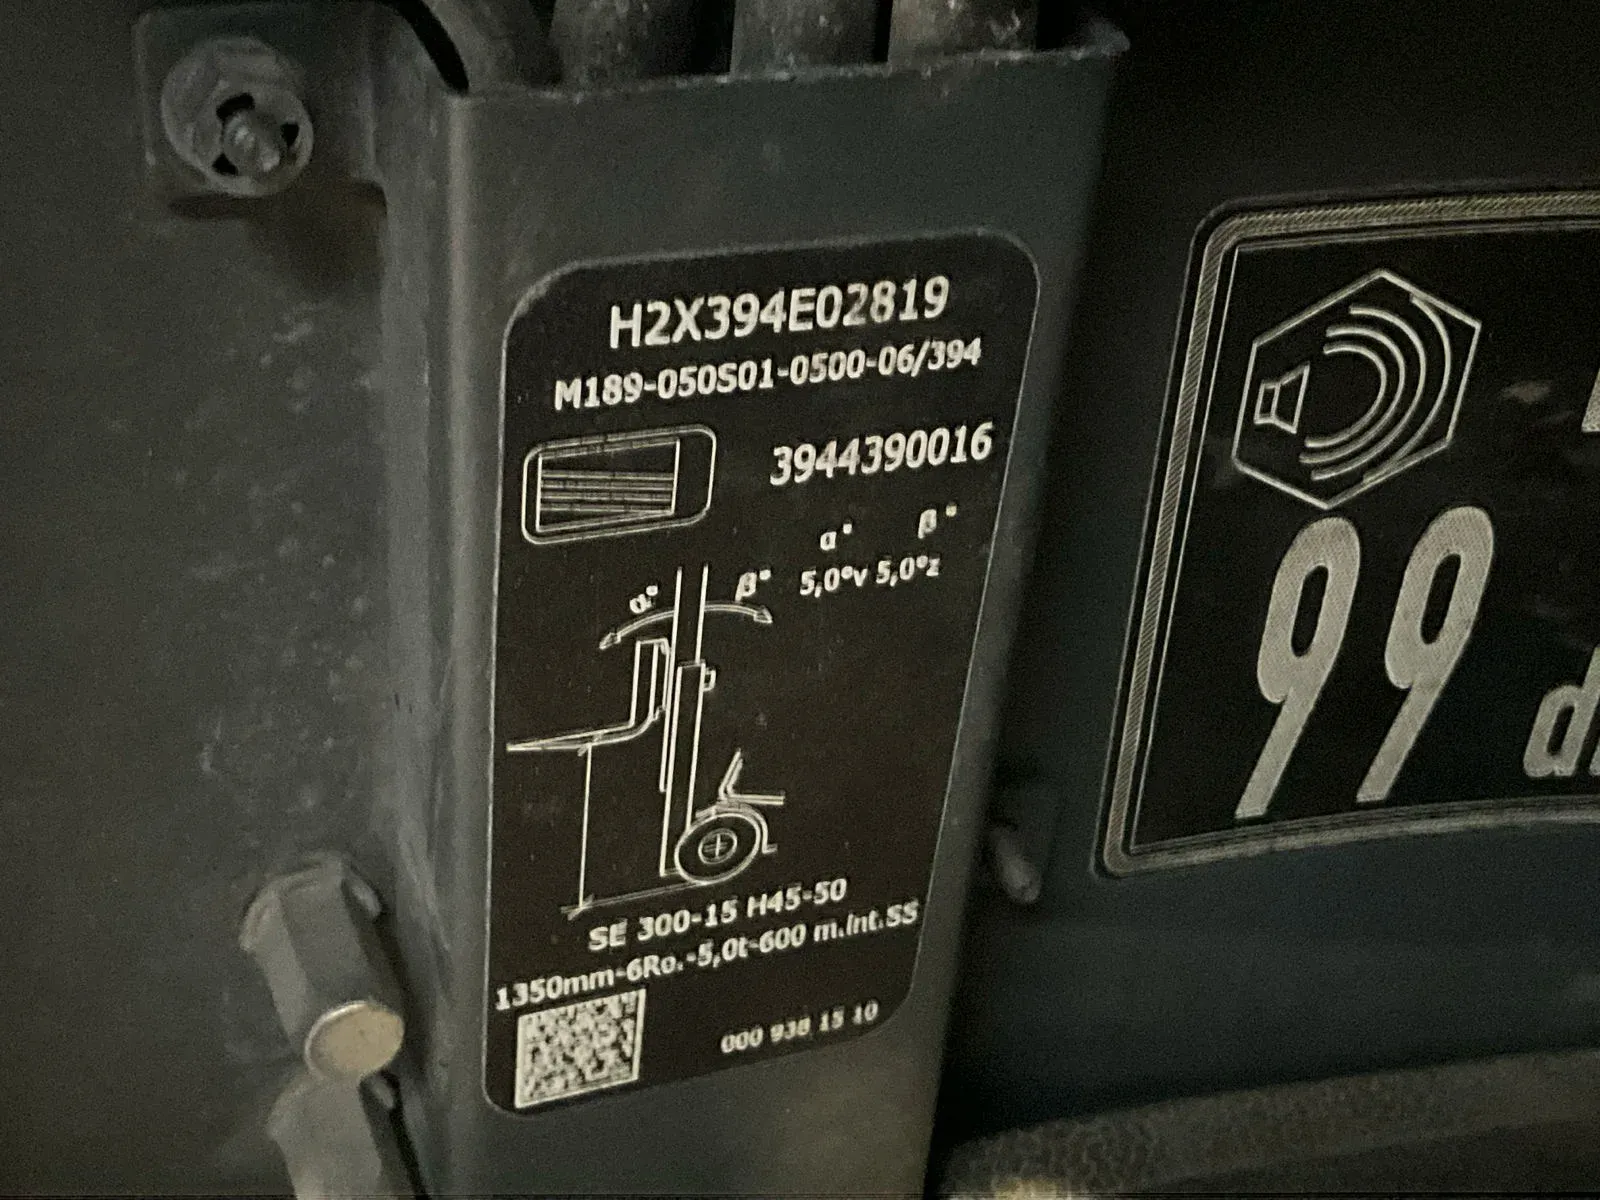 H2X394E02819
M189-050S01-0500-06/394
3944390016
α° β°
5,0°v 5,0°z
α° β°
SE 300-15 H45-50
1350mm-6Ro.-5,0t-600 m.int.SS
000 938 15 10
99